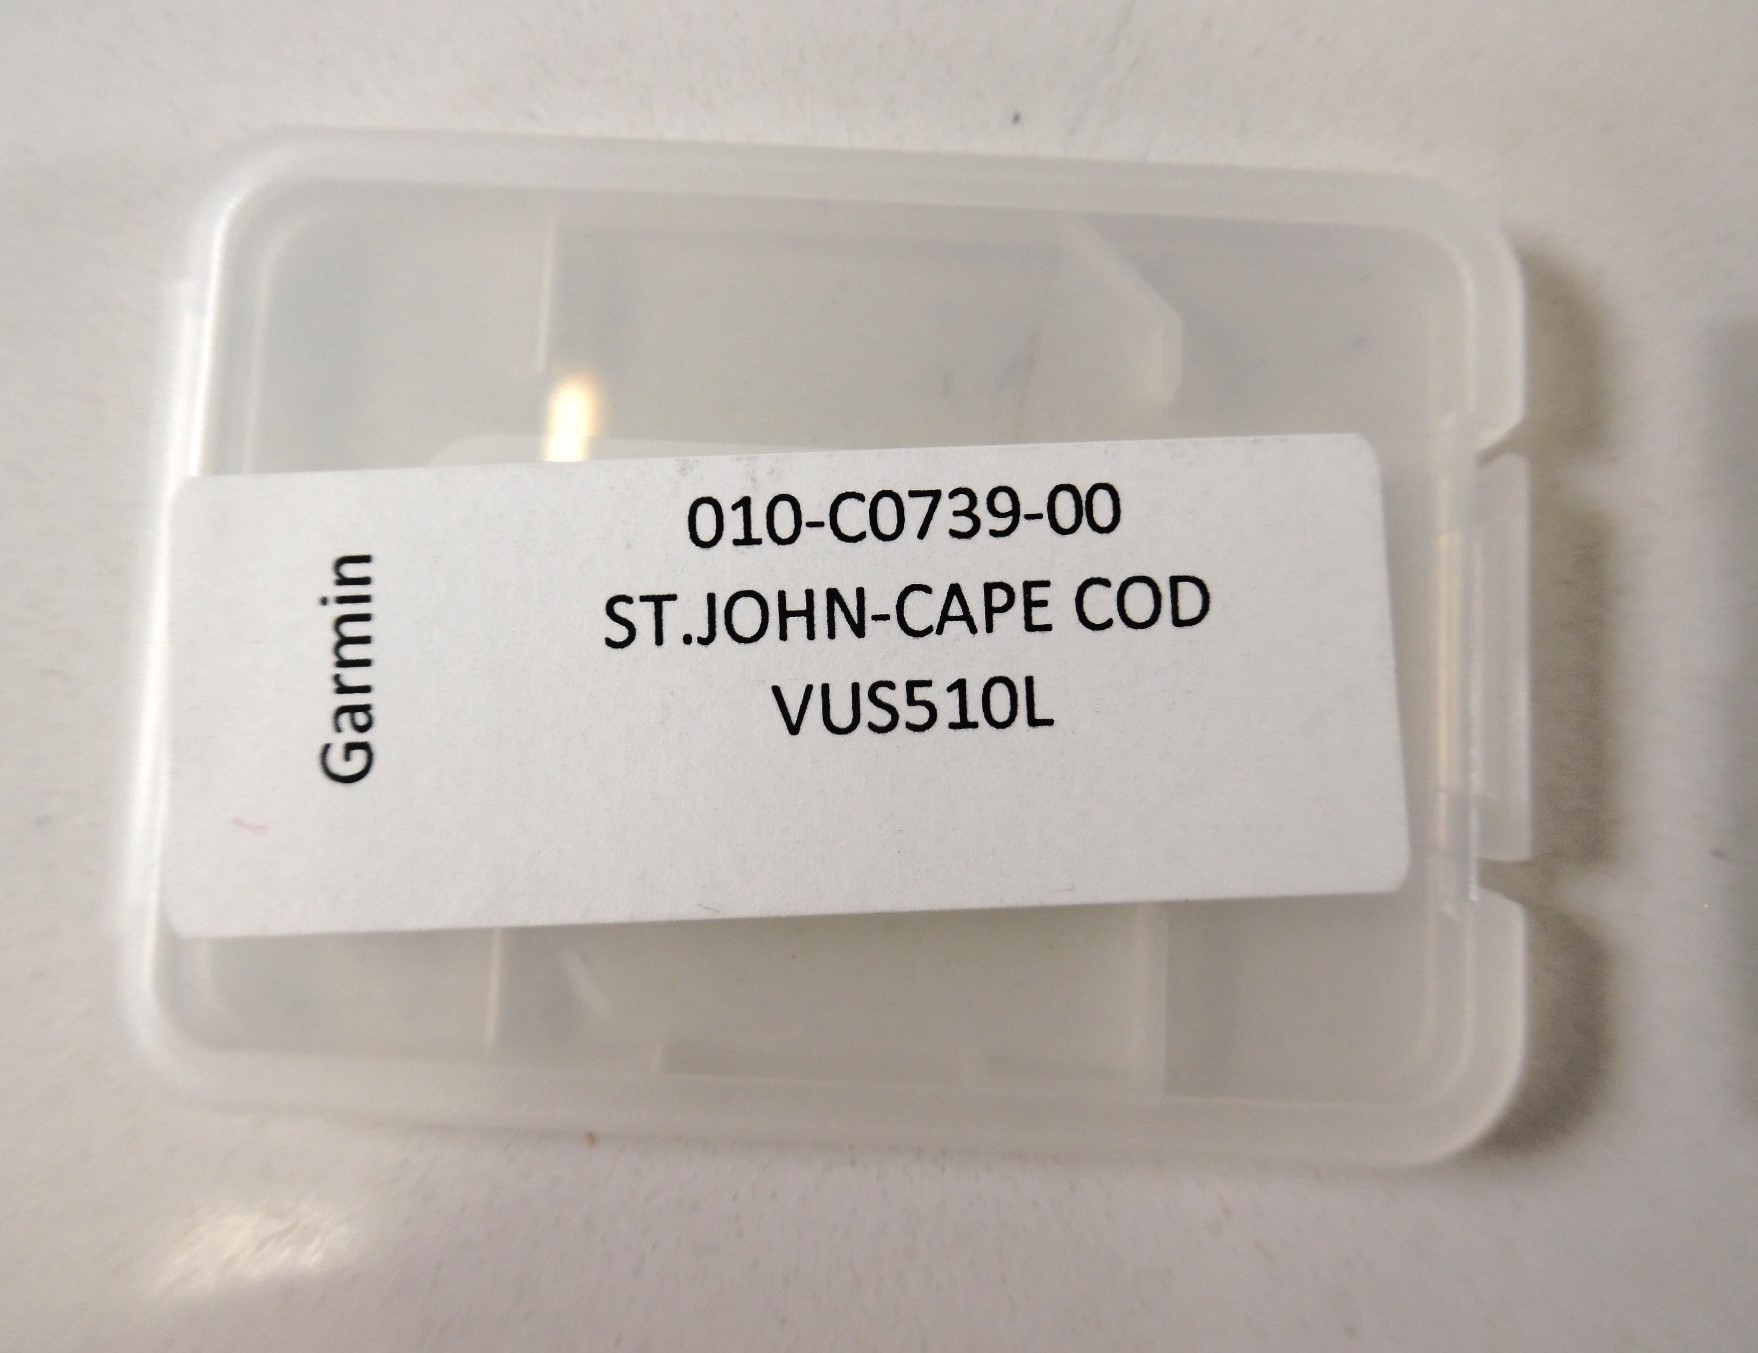 Garmin
010-C0739-00
ST.JOHN-CAPE COD
VUS510L